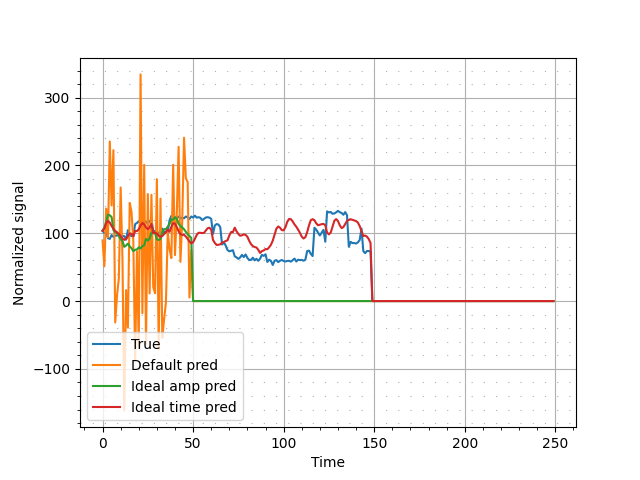 Normalized signal
300
200
100
0
−100
True
Default pred
Ideal amp pred
Ideal time pred
0
50
100
150
200
250
Time